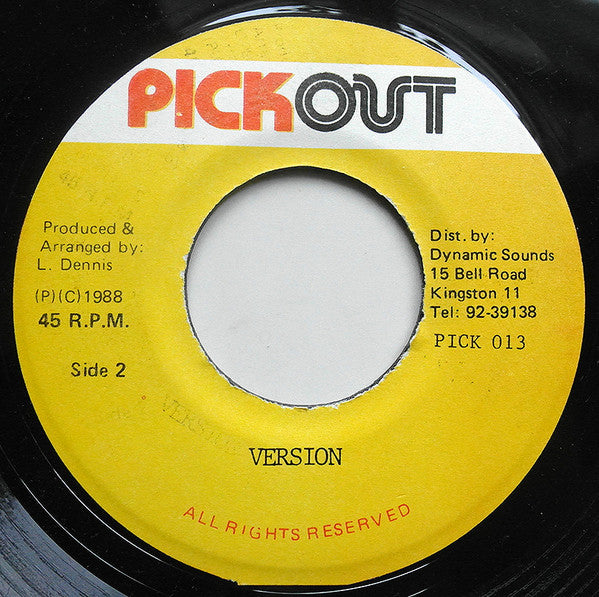 PICKOUT
Produced &
Arranged by:
L. Dennis
(P)(C)1988
45 R.P.M.
Side 2
Dist. by:
Dynamic Sounds
15 Bell Road
Kingston 11
Tel: 92-39138
PICK 013
VERSION
ALL RIGHTS RESERVED